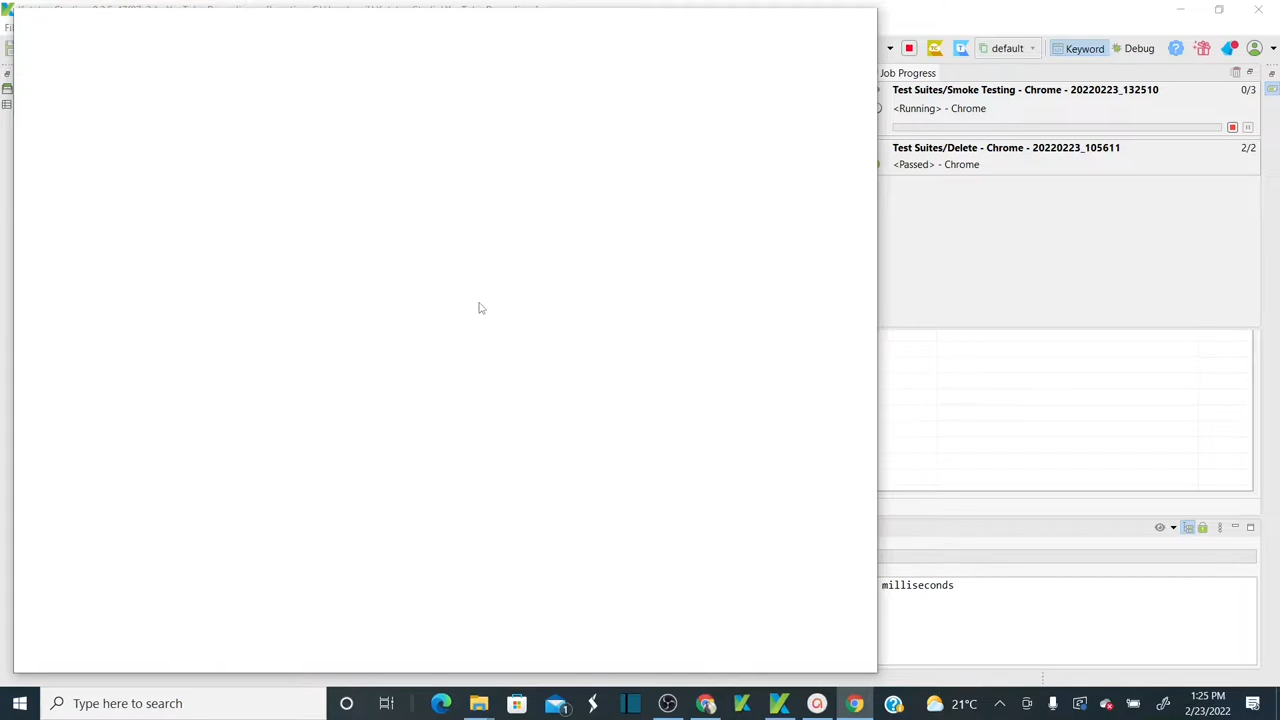 default
Keyword
Debug
Job Progress
Test Suites/Smoke Testing - Chrome - 20220223_132510
0/3
<Running> - Chrome
Test Suites/Delete - Chrome - 20220223_105611
2/2
<Passed> - Chrome
milliseconds
Type here to search
1
21°C
1:25 PM
2/23/2022